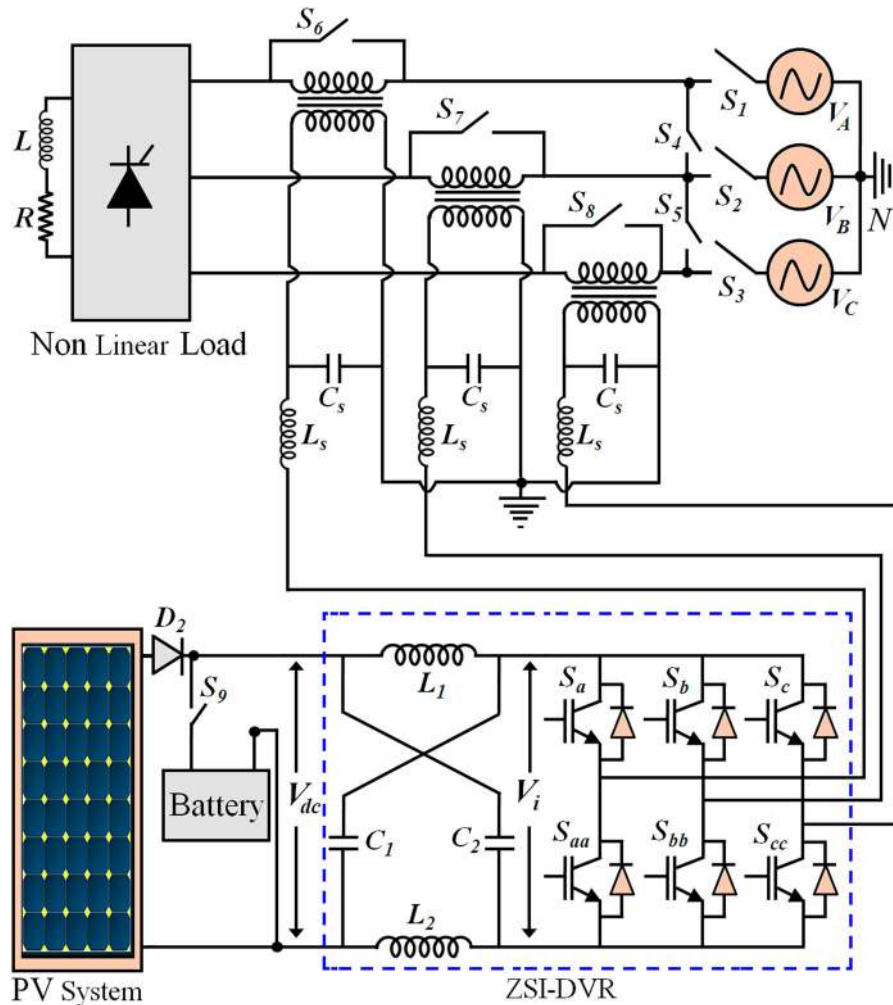 S6
S7
S8
S1
S4
S2
S5
S3
VA
VB
VC
N
L
R
Non Linear Load
Cs
Cs
Cs
Ls
Ls
Ls
D2
S9
Battery
Vdc
L1
Vi
C1
C2
L2
Sa
Sb
Sc
Saa
Sbb
Scc
PV System
ZSI-DVR